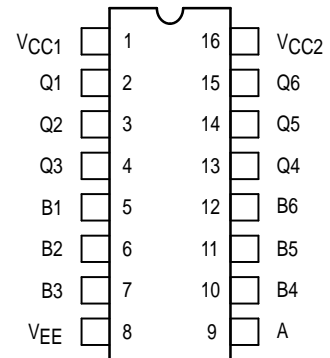 VCC1 1 16 VCC2
Q1 2 15 Q6
Q2 3 14 Q5
Q3 4 13 Q4
B1 5 12 B6
B2 6 11 B5
B3 7 10 B4
VEE 8 9 A